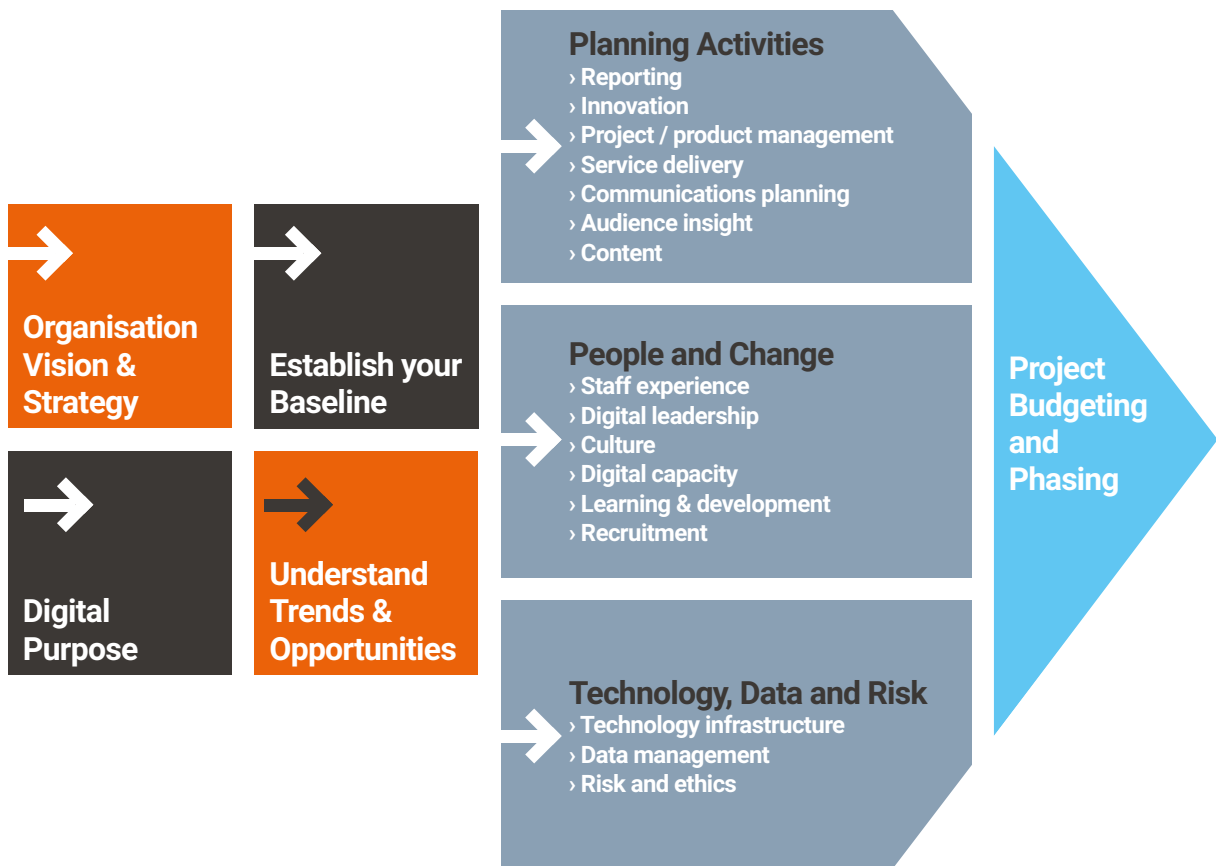 Organisation
Vision &
Strategy
Establish your
Baseline
Digital
Purpose
Understand
Trends &
Opportunities
Planning Activities
› Reporting
› Innovation
› Project / product management
› Service delivery
› Communications planning
› Audience insight
› Content
People and Change
› Staff experience
› Digital leadership
› Culture
› Digital capacity
› Learning & development
› Recruitment
Technology, Data and Risk
› Technology infrastructure
› Data management
› Risk and ethics
Project
Budgeting
and
Phasing